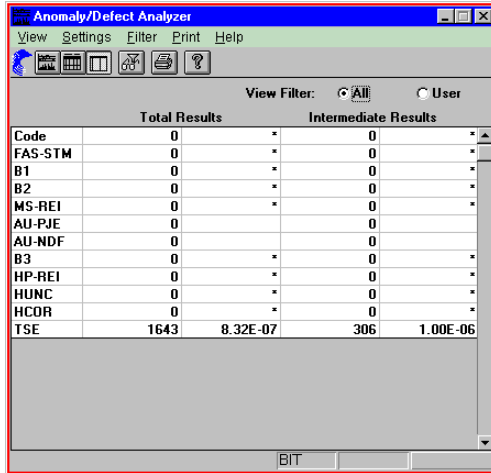 Anomaly/Defect Analyzer
View Settings Filter Print Help
View Filter: All User
Total Results Intermediate Results
Code 0 * 0 *
FAS-STM 0 * 0 *
B1 0 * 0 *
B2 0 * 0 *
MS-REI 0 * 0 *
AU-PJE 0 0
AU-NDF 0 0
B3 0 * 0 *
HP-REI 0 * 0 *
HUNC 0 * 0 *
HCOR 0 * 0 *
TSE 1643 8.32E-07 306 1.00E-06
BIT